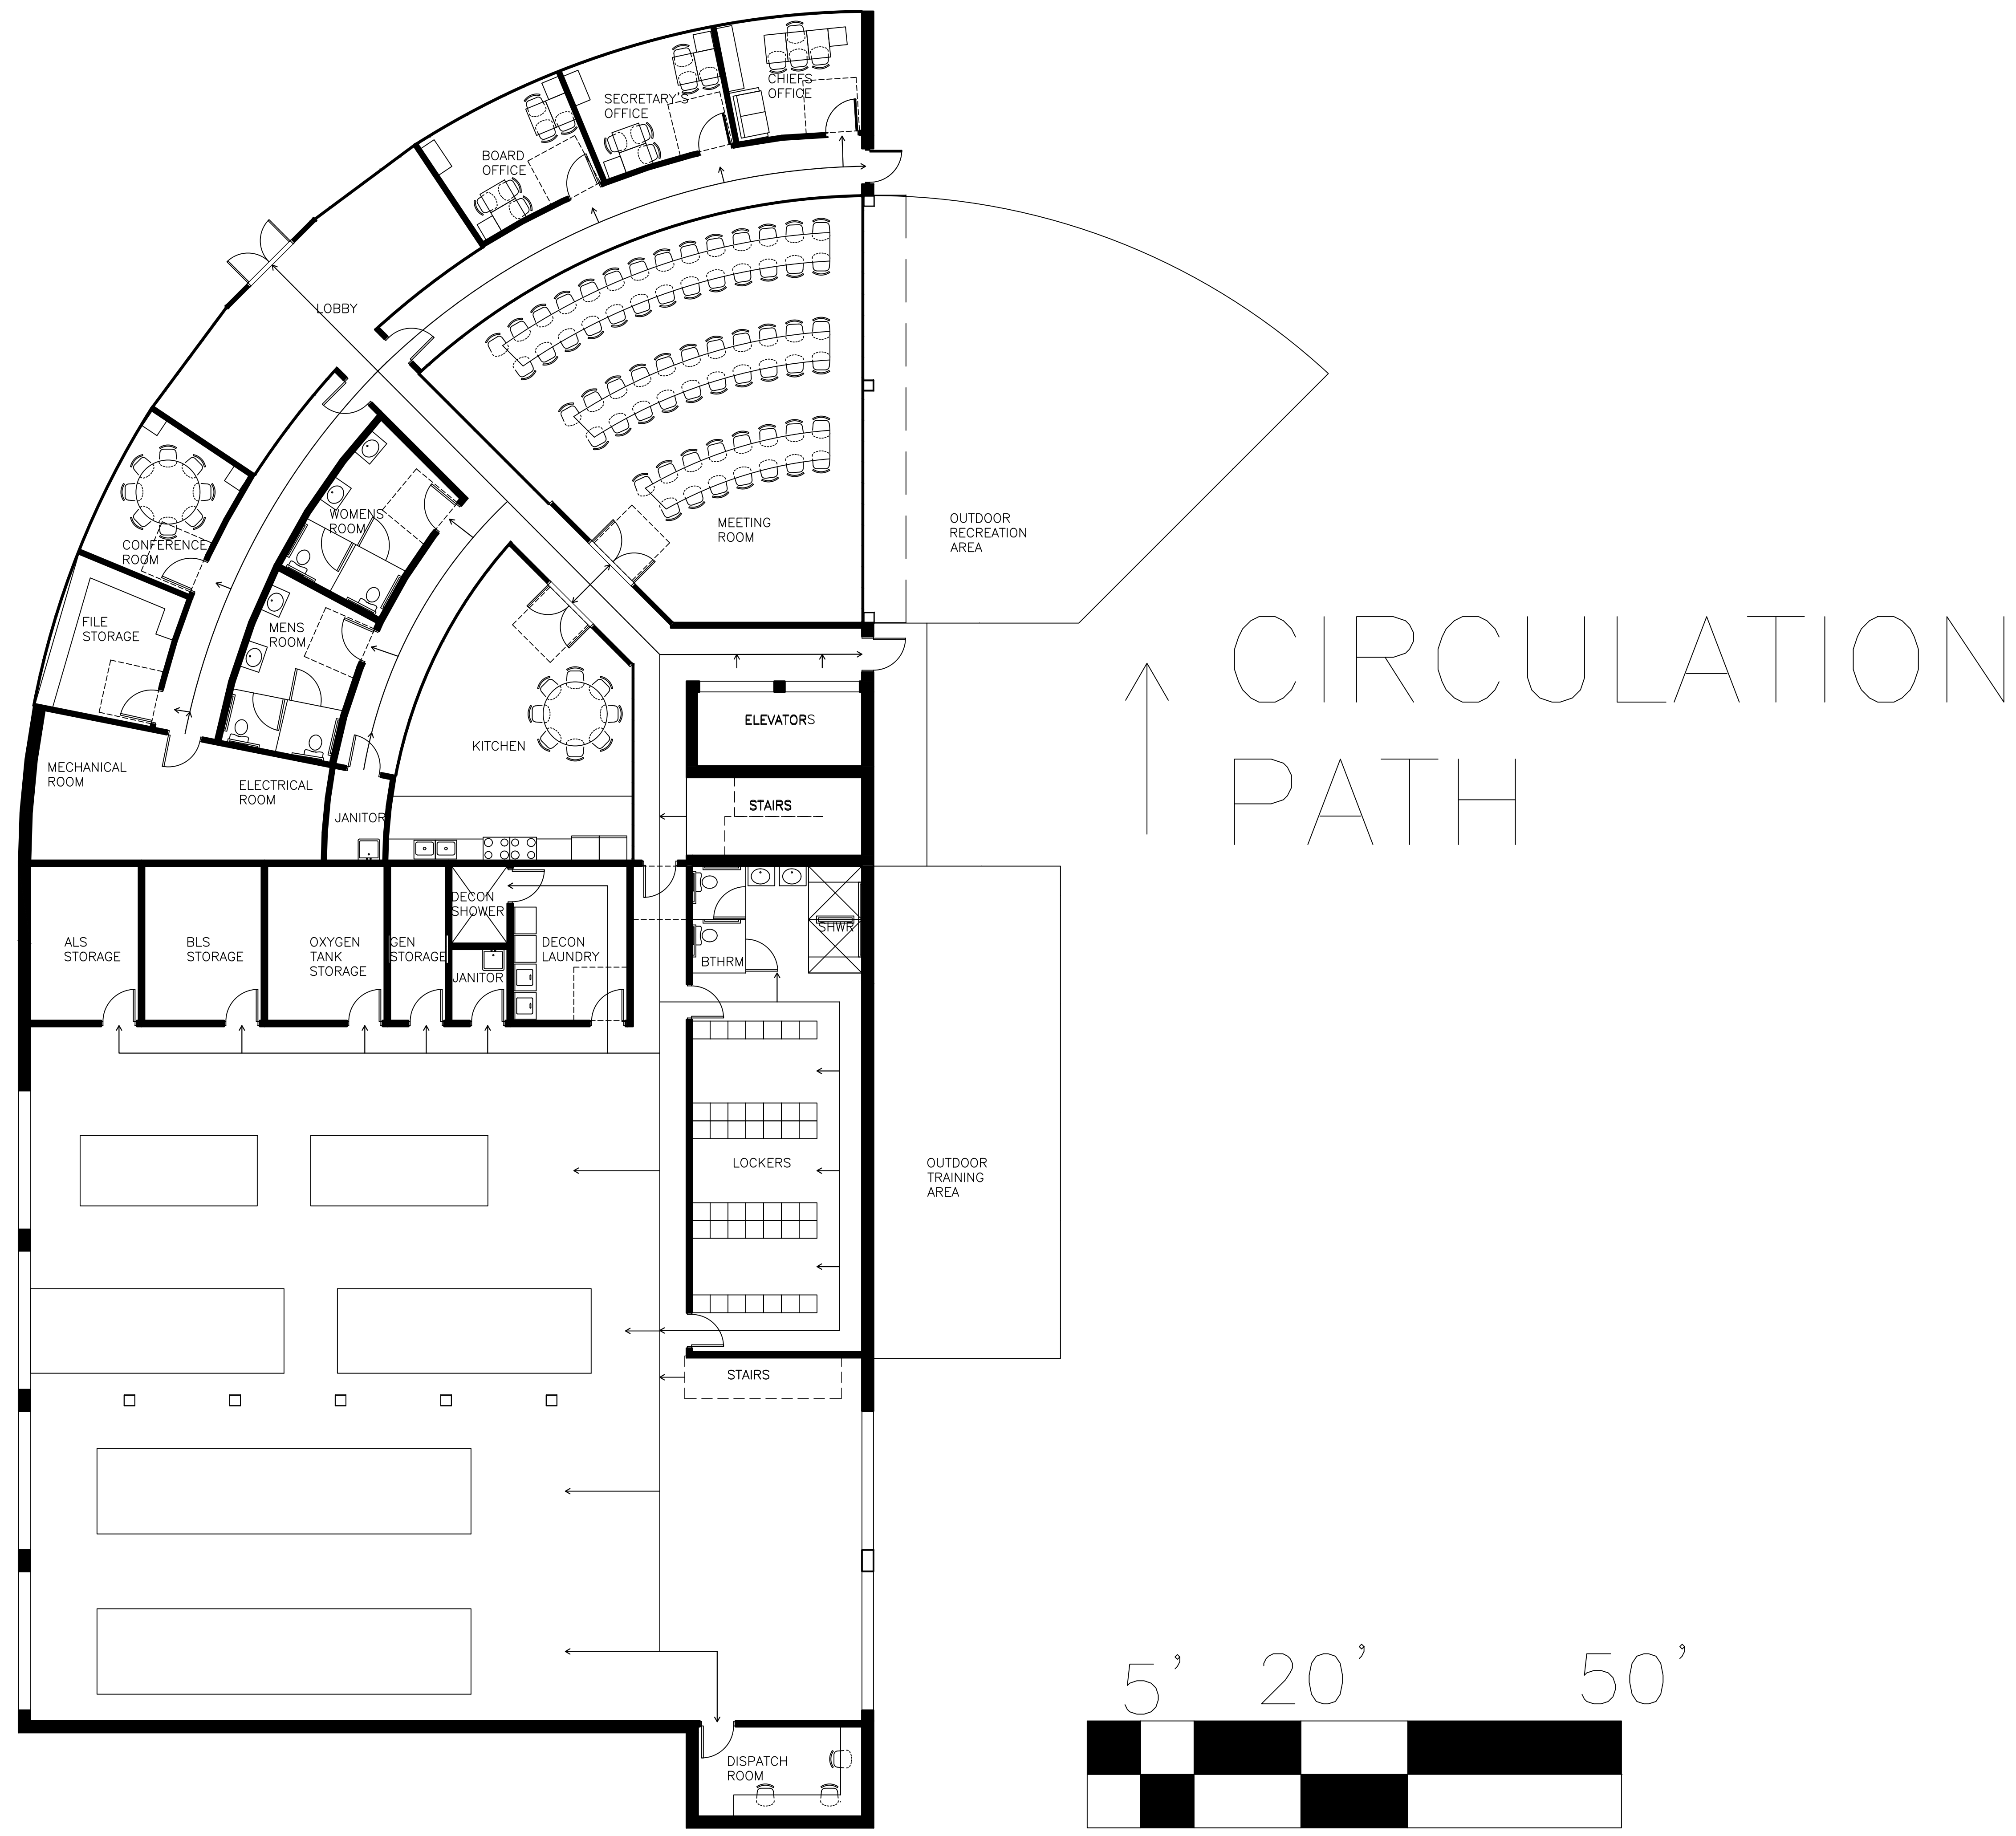 CHIEFS
OFFICE
SECRETARY'S
OFFICE
BOARD
OFFICE
LOBBY
MEETING
ROOM
OUTDOOR
RECREATION
AREA
WOMENS
ROOM
CONFERENCE
ROOM
FILE
STORAGE
MENS
ROOM
CIRCULATION
PATH
ELEVATORS
KITCHEN
MECHANICAL
ROOM
ELECTRICAL
ROOM
JANITOR
STAIRS
DECON
SHOWER
SHWR
ALS
STORAGE
BLS
STORAGE
OXYGEN
TANK
STORAGE
GEN
STORAGE
JANITOR
DECON
LAUNDRY
BTHRM
LOCKERS
OUTDOOR
TRAINING
AREA
STAIRS
DISPATCH
ROOM
5' 20' 50'